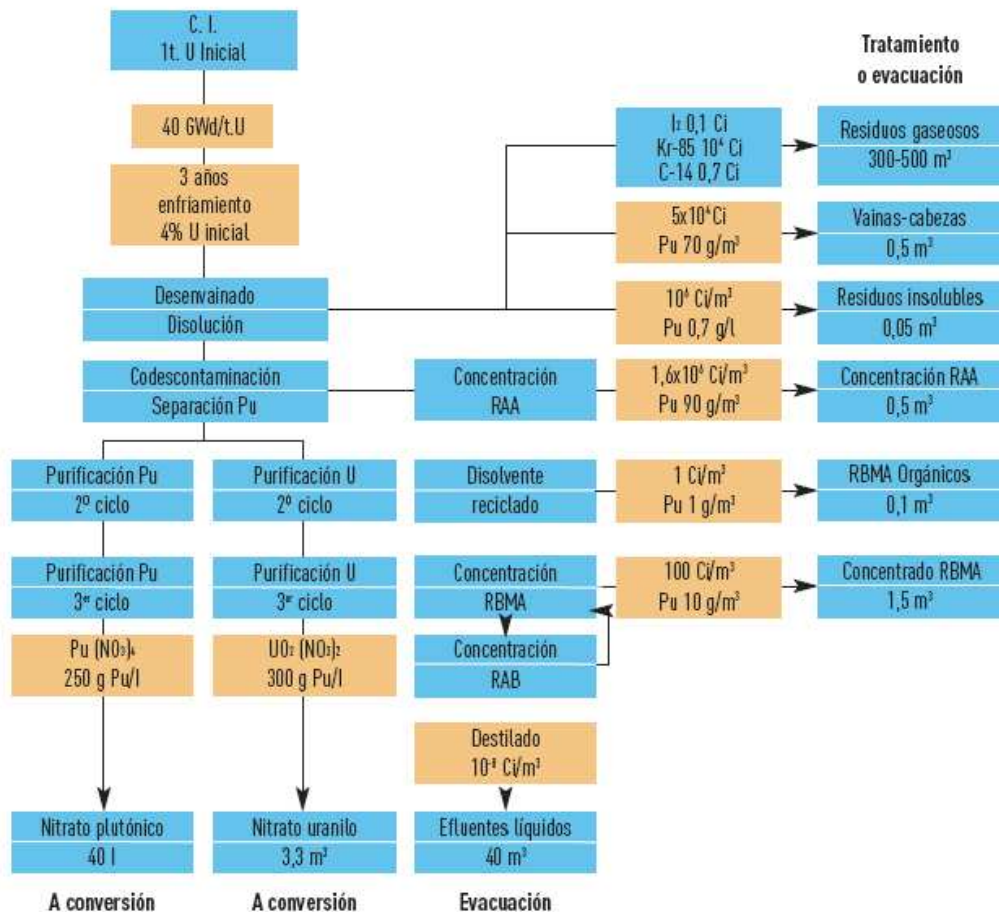 C. I.
1t. U Inicial
Tratamiento
o evacuación
40 GWd/t.U
3 años
enfriamiento
4% U inicial
I₂ 0,1 Ci
Kr-85 10⁴ Ci
C-14 0,7 Ci
Residuos gaseosos
300-500 m³
5x10⁴Ci
Pu 70 g/m³
Vainas-cabezas
0,5 m³
Desenvainado
Disolución
10⁶ Ci/m³
Pu 0,7 g/l
Residuos insolubles
0,05 m³
Codescontaminación
Separación Pu
Concentración
RAA
1,6x10⁶ Ci/m³
Pu 90 g/m³
Concentración RAA
0,5 m³
Purificación Pu
2º ciclo
Purificación U
2º ciclo
Disolvente
reciclado
1 Ci/m³
Pu 1 g/m³
RBMA Orgánicos
0,1 m³
Purificación Pu
3er ciclo
Purificación U
3er ciclo
Concentración
RBMA
100 Ci/m³
Pu 10 g/m³
Concentrado RBMA
1,5 m³
Pu (NO₃)₄
250 g Pu/l
UO₂ (NO₃)₂
300 g Pu/l
Concentración
RAB
Destilado
10⁻⁸ Ci/m³
Nitrato plutónico
40 l
Nitrato uranilo
3,3 m³
Efluentes líquidos
40 m³
A conversión
A conversión
Evacuación